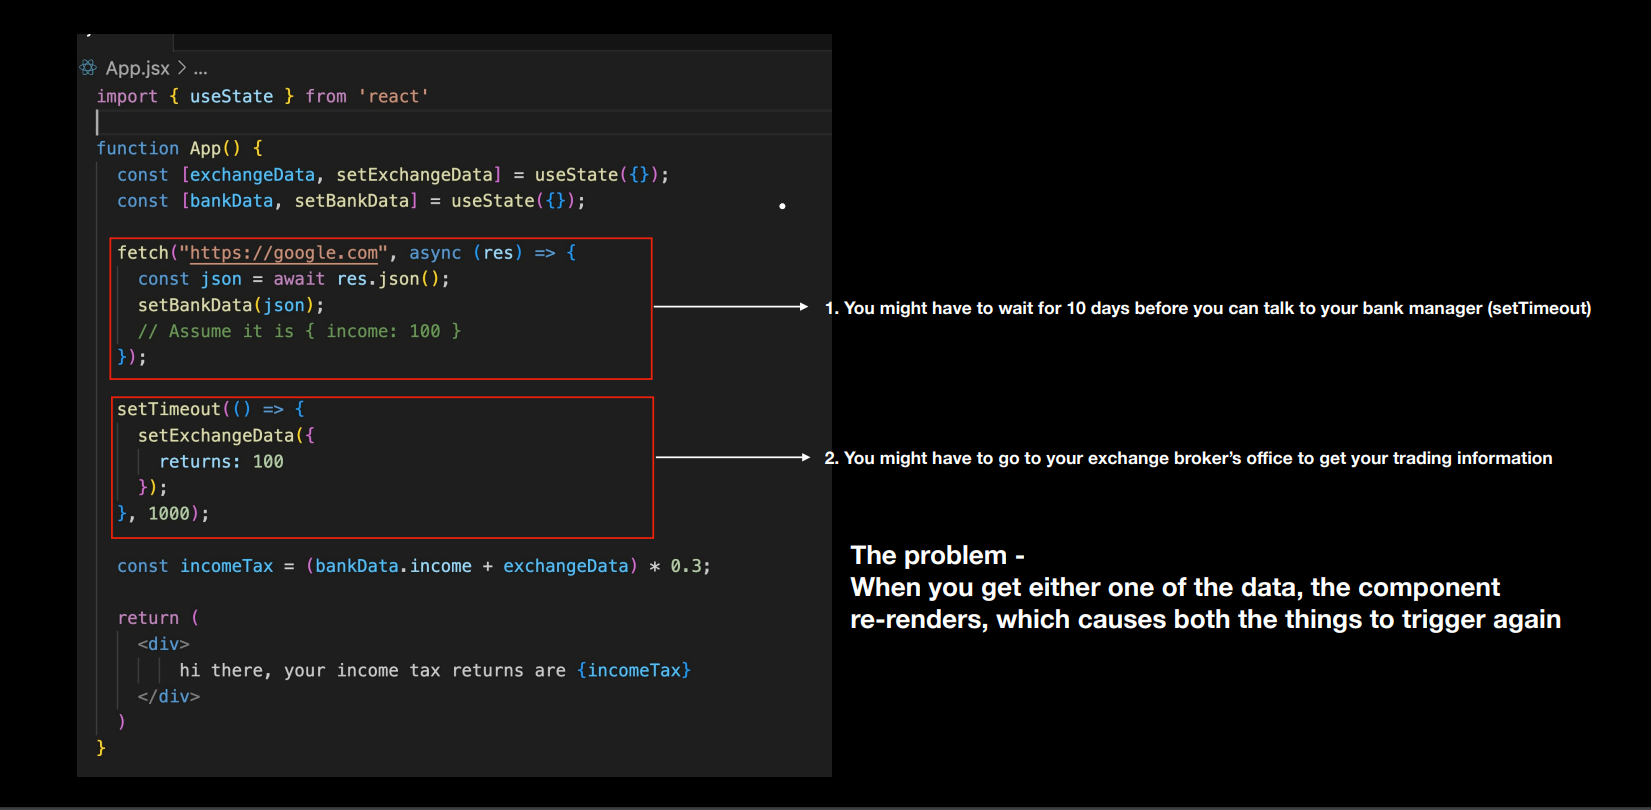 App.jsx > ...
import { useState } from 'react'
function App() {
const [exchangeData, setExchangeData] = useState({});
const [bankData, setBankData] = useState({});
fetch("https://google.com", async (res) => {
const json = await res.json();
setBankData(json);
// Assume it is { income: 100 }
});
1. You might have to wait for 10 days before you can talk to your bank manager (setTimeout)
setTimeout(() => {
setExchangeData({
returns: 100
});
}, 1000);
2. You might have to go to your exchange broker’s office to get your trading information
const incomeTax = (bankData.income + exchangeData) * 0.3;
return (
<div>
hi there, your income tax returns are {incomeTax}
</div>
)
}
The problem -
When you get either one of the data, the component
re-renders, which causes both the things to trigger again